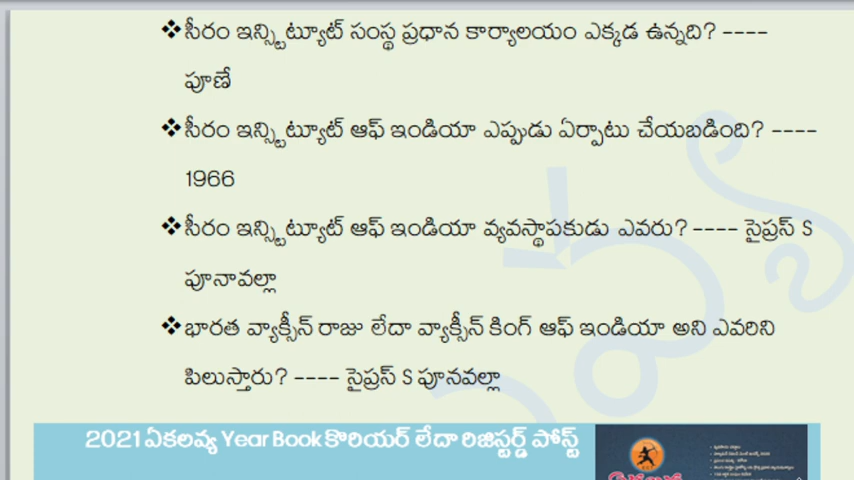 ❖సీరం ఇన్స్టిట్యూట్ సంస్థ ప్రధాన కార్యాలయం ఎక్కడ ఉన్నది? ----
పూణే
❖సీరం ఇన్స్టిట్యూట్ ఆఫ్ ఇండియా ఎప్పుడు ఏర్పాటు చేయబడింది? ----
1966
❖సీరం ఇన్స్టిట్యూట్ ఆఫ్ ఇండియా వ్యవస్థాపకుడు ఎవరు? ---- సైప్రస్ S
పూనావల్లా
❖భారత వ్యాక్సీన్ రాజు లేదా వ్యాక్సీన్ కింగ్ ఆఫ్ ఇండియా అని ఎవరిని
పిలుస్తారు? ---- సైప్రస్ S పూనవల్లా
2021 ఏకలవ్య Year Book కొరియర్ లేదా రిజిస్టర్డ్ పోస్ట్